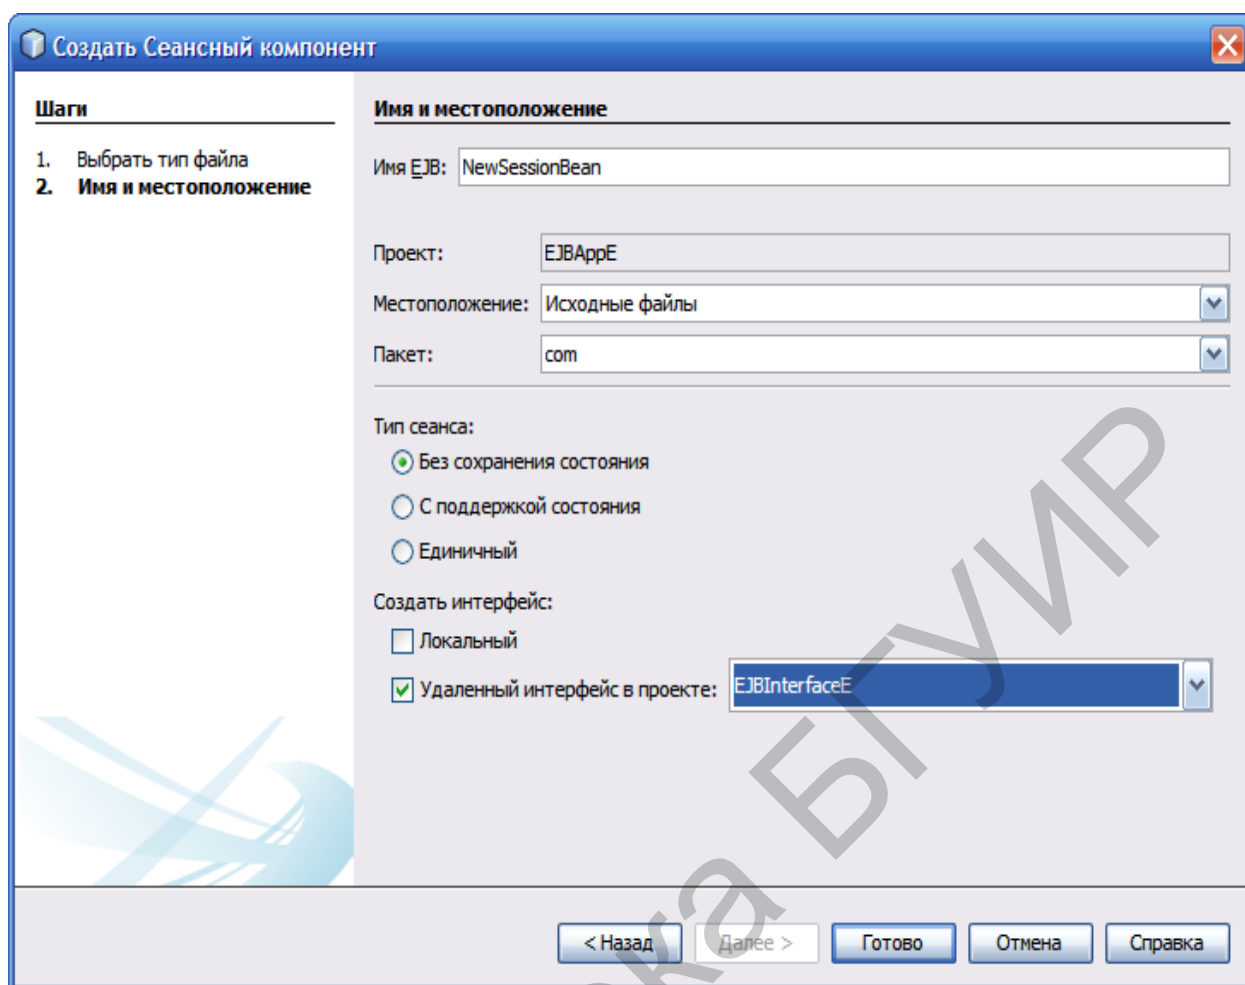 Создать Сеансный компонент
Шаги
1. Выбрать тип файла
2. Имя и местоположение
Имя и местоположение
Имя EJB: NewSessionBean
Проект: EJBAppE
Местоположение: Исходные файлы
Пакет: com
Тип сеанса:
Без сохранения состояния
С поддержкой состояния
Единичный
Создать интерфейс:
Локальный
Удаленный интерфейс в проекте: EJBInterfaceE
< Назад Далее > Готово Отмена Справка
ка БГУИР